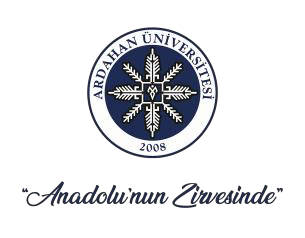 ARDAHAN ÜNİVERSİTESİ
2008
“Anadolu'nun Zirvesinde”